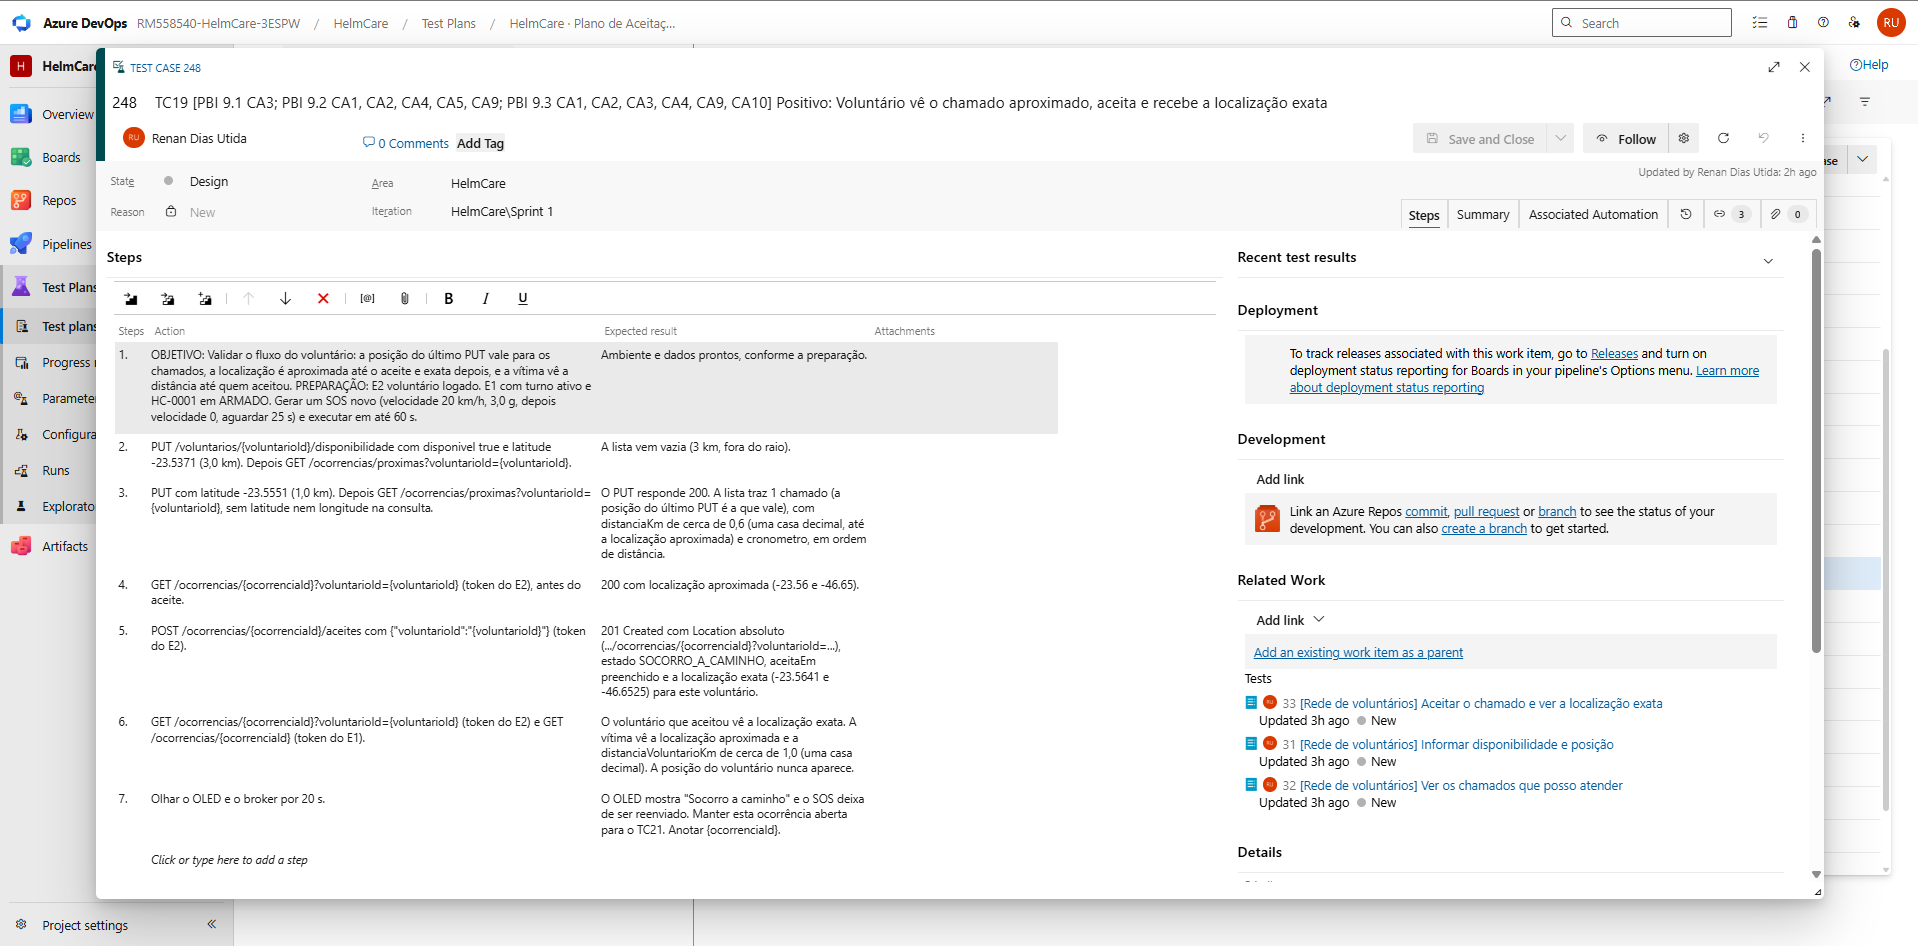 Azure DevOps RM558540-HelmCare-3ESPW / HelmCare / Test Plans / HelmCare · Plano de Aceitaç...
Search
RU
H HelmCare
Help
Overview
Boards
Repos
Pipelines
Test Plans
Test plans
Progress r
Parameter
Configura
Runs
Explorato
Artifacts
Project settings
TEST CASE 248
248 TC19 [PBI 9.1 CA3; PBI 9.2 CA1, CA2, CA4, CA5, CA9; PBI 9.3 CA1, CA2, CA3, CA4, CA9, CA10] Positivo: Voluntário vê o chamado aproximado, aceita e recebe a localização exata
RU Renan Dias Utida
0 Comments Add Tag
Save and Close
Follow
State Design
Area HelmCare
Updated by Renan Dias Utida: 2h ago
Reason New
Iteration HelmCare\Sprint 1
Steps Summary Associated Automation 3 0
Steps
B I U
Steps Action Expected result Attachments
1. OBJETIVO: Validar o fluxo do voluntário: a posição do último PUT vale para os
chamados, a localização é aproximada até o aceite e exata depois, e a vítima vê a
distância até quem aceitou. PREPARAÇÃO: E2 voluntário logado. E1 com turno ativo e
HC-0001 em ARMADO. Gerar um SOS novo (velocidade 20 km/h, 3,0 g, depois
velocidade 0, aguardar 25 s) e executar em até 60 s.
Ambiente e dados prontos, conforme a preparação.
2. PUT /voluntarios/{voluntarioId}/disponibilidade com disponivel true e latitude
-23.5371 (3,0 km). Depois GET /ocorrencias/proximas?voluntarioId={voluntarioId}.
A lista vem vazia (3 km, fora do raio).
3. PUT com latitude -23.5551 (1,0 km). Depois GET /ocorrencias/proximas?voluntarioId=
{voluntarioId}, sem latitude nem longitude na consulta.
O PUT responde 200. A lista traz 1 chamado (a
posição do último PUT é a que vale), com
distanciaKm de cerca de 0,6 (uma casa decimal, até
a localização aproximada) e cronometro, em ordem
de distância.
4. GET /ocorrencias/{ocorrenciaId}?voluntarioId={voluntarioId} (token do E2), antes do
aceite.
200 com localização aproximada (-23.56 e -46.65).
5. POST /ocorrencias/{ocorrenciaId}/aceites com {"voluntarioId":"{voluntarioId}"} (token
do E2).
201 Created com Location absoluto
(.../ocorrencias/{ocorrenciaId}?voluntarioId=...),
estado SOCORRO_A_CAMINHO, aceitaEm
preenchido e a localização exata (-23.5641 e
-46.6525) para este voluntário.
6. GET /ocorrencias/{ocorrenciaId}?voluntarioId={voluntarioId} (token do E2) e GET
/ocorrencias/{ocorrenciaId} (token do E1).
O voluntário que aceitou vê a localização exata. A
vítima vê a localização aproximada e a
distanciaVoluntarioKm de cerca de 1,0 (uma casa
decimal). A posição do voluntário nunca aparece.
7. Olhar o OLED e o broker por 20 s.
O OLED mostra "Socorro a caminho" e o SOS deixa
de ser reenviado. Manter esta ocorrência aberta
para o TC21. Anotar {ocorrenciaId}.
Click or type here to add a step
Recent test results
Deployment
To track releases associated with this work item, go to Releases and turn on
deployment status reporting for Boards in your pipeline's Options menu. Learn more
about deployment status reporting
Development
Add link
Link an Azure Repos commit, pull request or branch to see the status of your
development. You can also create a branch to get started.
Related Work
Add link
Add an existing work item as a parent
Tests
RU 33 [Rede de voluntários] Aceitar o chamado e ver a localização exata
Updated 3h ago New
RU 31 [Rede de voluntários] Informar disponibilidade e posição
Updated 3h ago New
RU 32 [Rede de voluntários] Ver os chamados que posso atender
Updated 3h ago New
Details